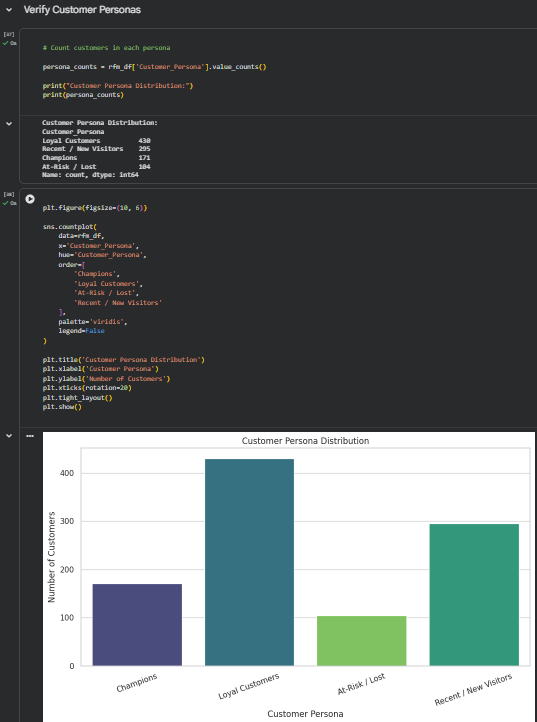 Verify Customer Personas
[37]
0s
# Count customers in each persona
persona_counts = rfm_df['Customer_Persona'].value_counts()
print("Customer Persona Distribution:")
print(persona_counts)
Customer Persona Distribution:
Customer_Persona
Loyal Customers 430
Recent / New Visitors 295
Champions 171
At-Risk / Lost 104
Name: count, dtype: int64
[38]
0s
plt.figure(figsize=(10, 6))
sns.countplot(
data=rfm_df,
x='Customer_Persona',
hue='Customer_Persona',
order=[
'Champions',
'Loyal Customers',
'At-Risk / Lost',
'Recent / New Visitors'
],
palette='viridis',
legend=False
)
plt.title('Customer Persona Distribution')
plt.xlabel('Customer Persona')
plt.ylabel('Number of Customers')
plt.xticks(rotation=20)
plt.tight_layout()
plt.show()
Customer Persona Distribution
400
300
200
100
0
Number of Customers
Champions
Loyal Customers
At-Risk / Lost
Recent / New Visitors
Customer Persona